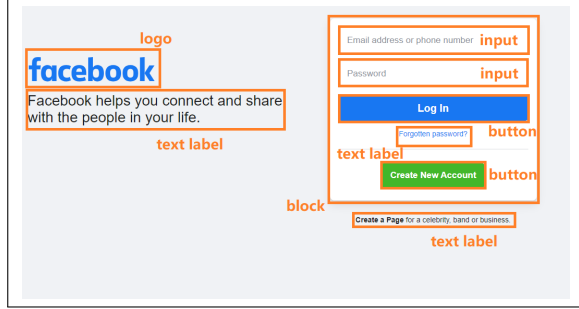 logo
facebook
Facebook helps you connect and share
with the people in your life.
text label
Email address or phone number input
Password input
Log In
button
Forgotten password?
text label
Create New Account button
block
Create a Page for a celebrity, band or business.
text label